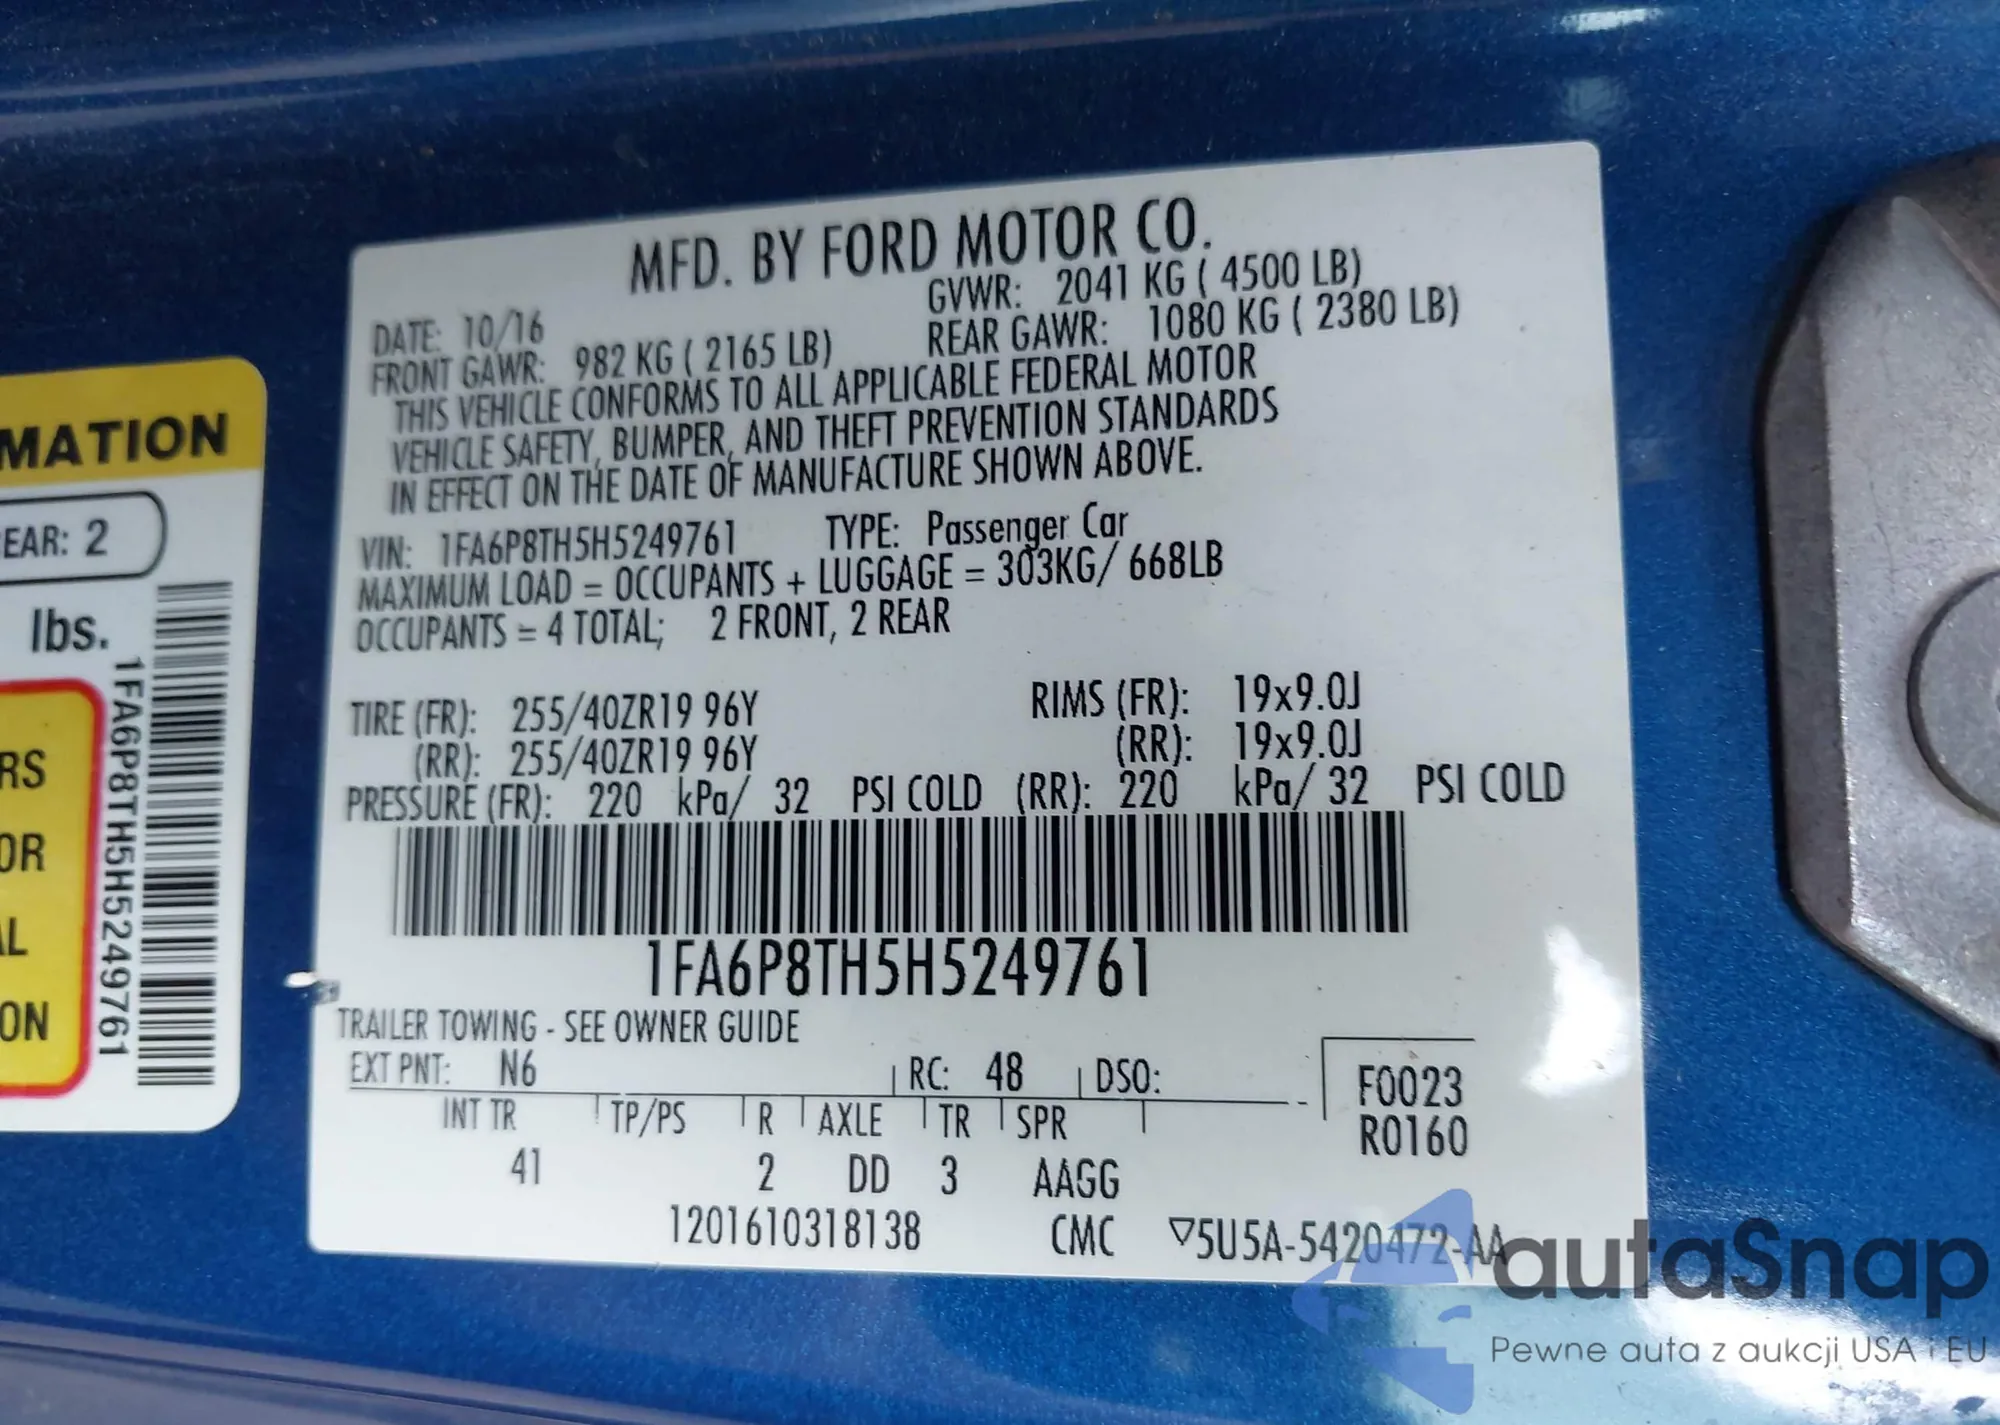 MFD. BY FORD MOTOR CO.
DATE: 10/16 GVWR: 2041 KG ( 4500 LB)
FRONT GAWR: 982 KG ( 2165 LB) REAR GAWR: 1080 KG ( 2380 LB)
THIS VEHICLE CONFORMS TO ALL APPLICABLE FEDERAL MOTOR
VEHICLE SAFETY, BUMPER, AND THEFT PREVENTION STANDARDS
IN EFFECT ON THE DATE OF MANUFACTURE SHOWN ABOVE.
VIN: 1FA6P8TH5H5249761 TYPE: Passenger Car
MAXIMUM LOAD = OCCUPANTS + LUGGAGE = 303KG/ 668LB
OCCUPANTS = 4 TOTAL; 2 FRONT, 2 REAR
TIRE (FR): 255/40ZR19 96Y RIMS (FR): 19x9.0J
(RR): 255/40ZR19 96Y (RR): 19x9.0J
PRESSURE (FR): 220 kPa/ 32 PSI COLD (RR): 220 kPa/ 32 PSI COLD
1FA6P8TH5H5249761
TRAILER TOWING - SEE OWNER GUIDE
EXT PNT: N6 RC: 48 DSO: F0023
INT TR TP/PS R AXLE TR SPR R0160
41 2 DD 3 AAGG
1201610318138 CMC ▽5U5A-5420472-AA
MATION
EAR: 2
lbs.
RS
OR
AL
ON
1FA6P8TH5H5249761
autaSnap
Pewne auta z aukcji USA i EU